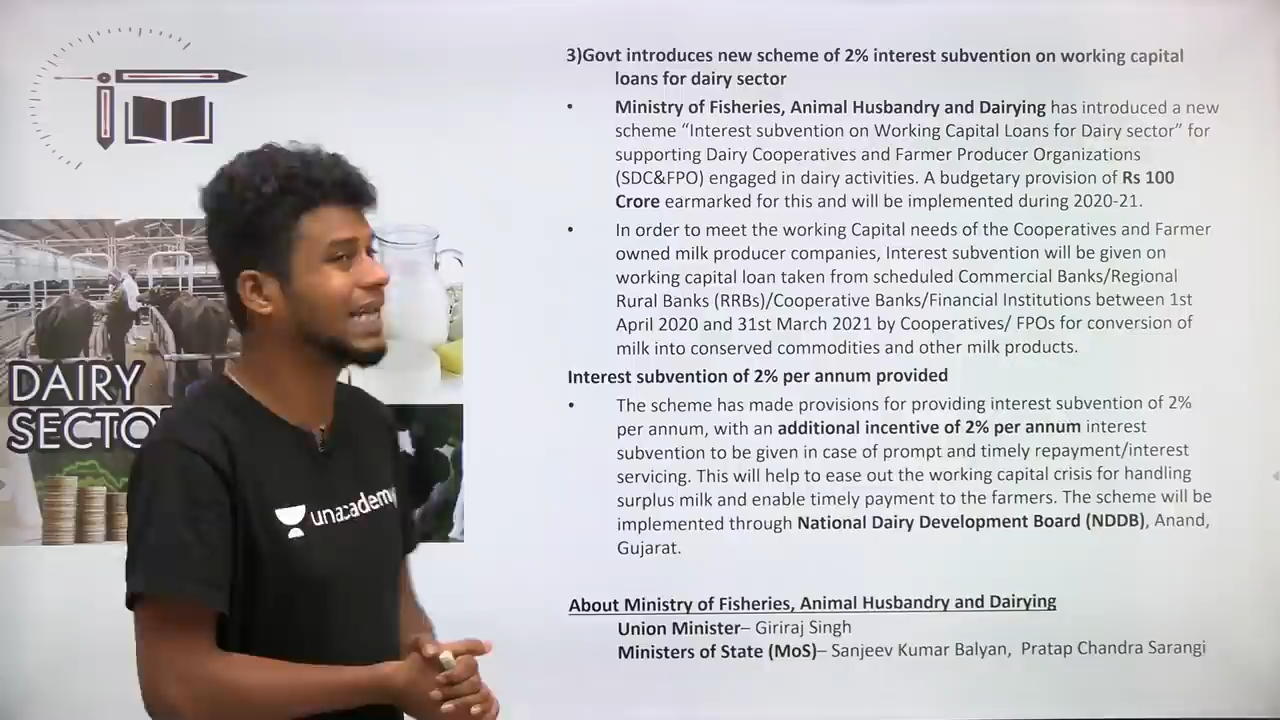 3)Govt introduces new scheme of 2% interest subvention on working capital
loans for dairy sector
• Ministry of Fisheries, Animal Husbandry and Dairying has introduced a new
scheme “Interest subvention on Working Capital Loans for Dairy sector” for
supporting Dairy Cooperatives and Farmer Producer Organizations
(SDC&FPO) engaged in dairy activities. A budgetary provision of Rs 100
Crore earmarked for this and will be implemented during 2020-21.
• In order to meet the working Capital needs of the Cooperatives and Farmer
owned milk producer companies, Interest subvention will be given on
working capital loan taken from scheduled Commercial Banks/Regional
Rural Banks (RRBs)/Cooperative Banks/Financial Institutions between 1st
April 2020 and 31st March 2021 by Cooperatives/ FPOs for conversion of
milk into conserved commodities and other milk products.
Interest subvention of 2% per annum provided
• The scheme has made provisions for providing interest subvention of 2%
per annum, with an additional incentive of 2% per annum interest
subvention to be given in case of prompt and timely repayment/interest
servicing. This will help to ease out the working capital crisis for handling
surplus milk and enable timely payment to the farmers. The scheme will be
implemented through National Dairy Development Board (NDDB), Anand,
Gujarat.
About Ministry of Fisheries, Animal Husbandry and Dairying
Union Minister– Giriraj Singh
Ministers of State (MoS)– Sanjeev Kumar Balyan, Pratap Chandra Sarangi
DAIRY
SECTO
unacademy